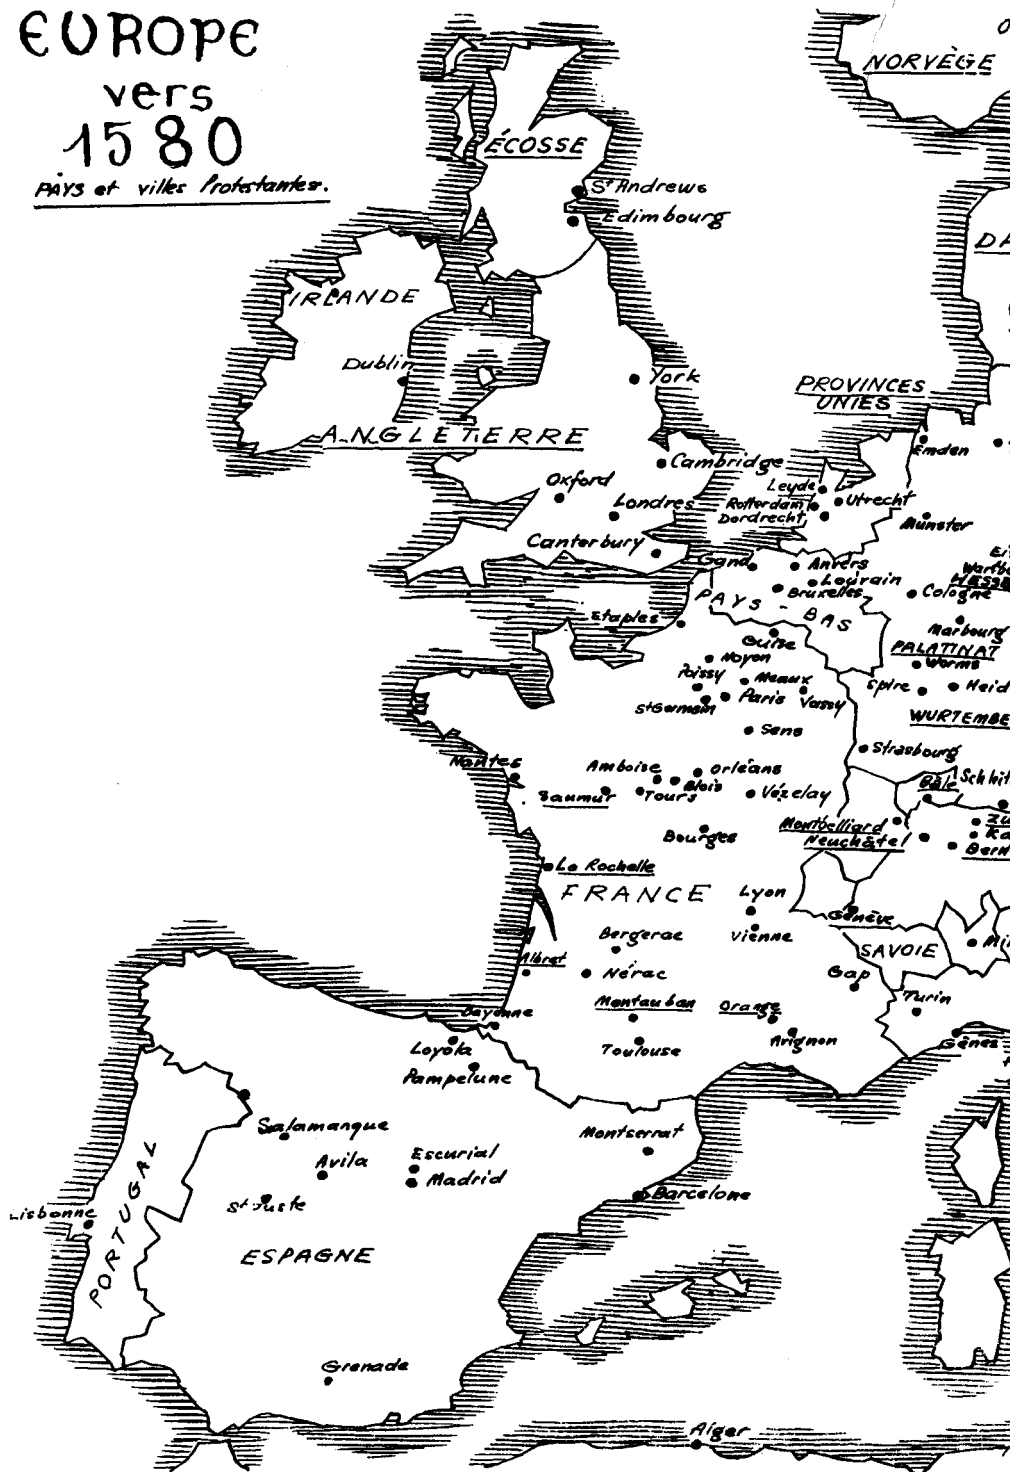 EUROPE
vers
1580
PAYS et villes Protestantes.
NORVÈGE
ÉCOSSE
St Andrews
Edimbourg
IRLANDE
Dublin
York
PROVINCES
UNIES
ANGLETERRE
Emden
Cambridge
Oxford
Leyde
Utrecht
Londres
Rotterdam
Dordrecht
Münster
Canterbury
Gand
Anvers
Louvain
Bruxelles
HESSE
Cologne
PAYS-BAS
Etaples
Marbourg
Guise
PALATINAT
Noyon
Worms
Poissy
Meaux
Spire
Heid
St Germain
Paris
Vassy
WURTEMBE
Sens
Strasbourg
Nantes
Amboise
Orléans
Bâle
Saumur
Tours
Blois
Vézelay
Montbelliard
Bourges
Neuchâtel
Bern
La Rochelle
FRANCE
Lyon
Genève
Vienne
Bergerac
SAVOIE
Albret
Nérac
Gap
Montauban
Orange
Turin
Bayonne
Loyola
Toulouse
Avignon
Gênes
Pampelune
Salamanque
Montserrat
Avila
Escurial
Madrid
Barcelone
St Juste
Lisbonne
PORTUGAL
ESPAGNE
Grenade
Alger